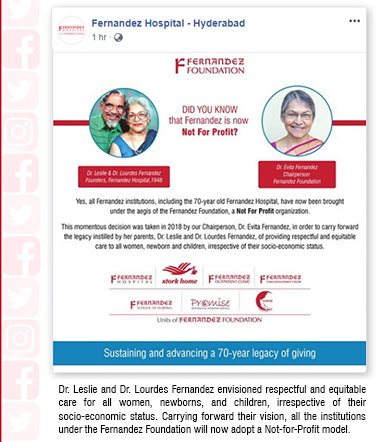 Fernandez Hospital - Hyderabad
1 hr ·
FERNANDEZ
FOUNDATION
DID YOU KNOW
that Fernandez is now
Not For Profit?
Dr. Leslie & Dr. Lourdes Fernandez
Founders, Fernandez Hospital,1948
Dr. Evita Fernandez
Chairperson
Fernandez Foundation
Yes, all Fernandez institutions, including the 70-year old Fernandez Hospital, have now been brought
under the aegis of the Fernandez Foundation, a Not For Profit organization.
This momentous decision was taken in 2018 by our Chairperson, Dr. Evita Fernandez, in order to carry forward
the legacy instilled by her parents, Dr. Leslie and Dr. Lourdes Fernandez, of providing respectful and equitable
care to all women, newborn and children, irrespective of their socio-economic status.
FERNANDEZ
HOSPITAL
stork home
FERNANDEZ
OUTPATIENT CLINIC
FERNANDEZ
FERNANDEZ
SCHOOL OF NURSING
Promise
Units of FERNANDEZ FOUNDATION
Sustaining and advancing a 70-year legacy of giving
Dr. Leslie and Dr. Lourdes Fernandez envisioned respectful and equitable
care for all women, newborns, and children, irrespective of their
socio-economic status. Carrying forward their vision, all the institutions
under the Fernandez Foundation will now adopt a Not-for-Profit model.